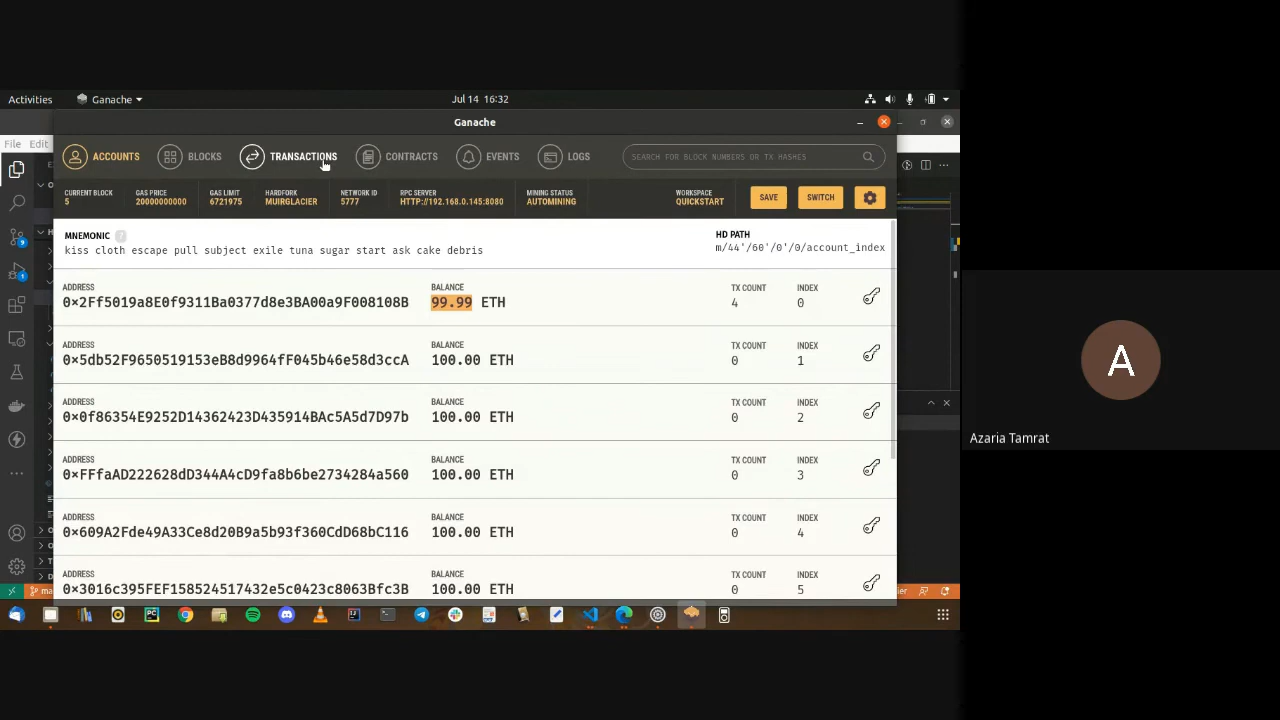 Activities
Ganache
Jul 14 16:32
Ganache
File Edit
ACCOUNTS
BLOCKS
TRANSACTIONS
CONTRACTS
EVENTS
LOGS
SEARCH FOR BLOCK NUMBERS OR TX HASHES
CURRENT BLOCK
5
GAS PRICE
20000000000
GAS LIMIT
6721975
HARDFORK
MUIRGLACIER
NETWORK ID
5777
RPC SERVER
HTTP://192.168.0.145:8080
MINING STATUS
AUTOMINING
WORKSPACE
QUICKSTART
SAVE
SWITCH
MNEMONIC ?
kiss cloth escape pull subject exile tuna sugar start ask cake debris
HD PATH
m/44'/60'/0'/0/account_index
ADDRESS
0×2Ff5019a8E0f9311Ba0377d8e3BA00a9F008108B
BALANCE
99.99 ETH
TX COUNT
4
INDEX
0
ADDRESS
0×5db52F9650519153eB8d9964fF045b46e58d3ccA
BALANCE
100.00 ETH
TX COUNT
0
INDEX
1
ADDRESS
0×0f86354E9252D14362423D435914BAc5A5d7D97b
BALANCE
100.00 ETH
TX COUNT
0
INDEX
2
ADDRESS
0×FFfaAD222628dD344A4cD9fa8b6be2734284a560
BALANCE
100.00 ETH
TX COUNT
0
INDEX
3
ADDRESS
0×609A2Fde49A33Ce8d20B9a5b93f360CdD68bC116
BALANCE
100.00 ETH
TX COUNT
0
INDEX
4
ADDRESS
0×3016c395FEF158524517432e5c0423c8063Bfc3B
BALANCE
100.00 ETH
TX COUNT
0
INDEX
5
A
Azaria Tamrat